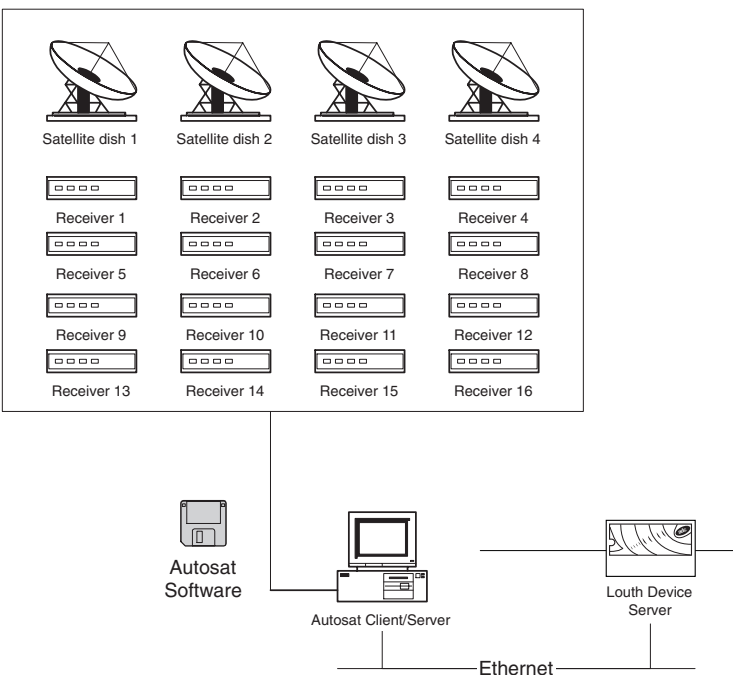 Satellite dish 1 Satellite dish 2 Satellite dish 3 Satellite dish 4
Receiver 1 Receiver 2 Receiver 3 Receiver 4
Receiver 5 Receiver 6 Receiver 7 Receiver 8
Receiver 9 Receiver 10 Receiver 11 Receiver 12
Receiver 13 Receiver 14 Receiver 15 Receiver 16
Autosat
Software
Autosat Client/Server
Louth Device
Server
Ethernet